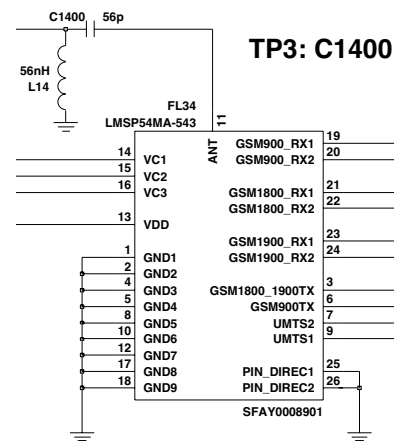 C1400 56p
TP3: C1400
56nH
L14
FL34
LMSP54MA-543
11
ANT
14 VC1
15 VC2
16 VC3
13 VDD
1 GND1
2 GND2
4 GND3
5 GND4
8 GND5
10 GND6
12 GND7
17 GND8
18 GND9
GSM900_RX1 19
GSM900_RX2 20
GSM1800_RX1 21
GSM1800_RX2 22
GSM1900_RX1 23
GSM1900_RX2 24
GSM1800_1900TX 3
GSM900TX 6
UMTS2 7
UMTS1 9
PIN_DIREC1 25
PIN_DIREC2 26
SFAY0008901